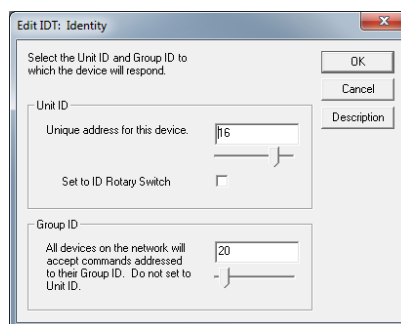 Edit IDT: Identity
Select the Unit ID and Group ID to
which the device will respond.
OK
Cancel
Description
Unit ID
Unique address for this device.
16
Set to ID Rotary Switch
Group ID
All devices on the network will
accept commands addressed
to their Group ID. Do not set to
Unit ID.
20